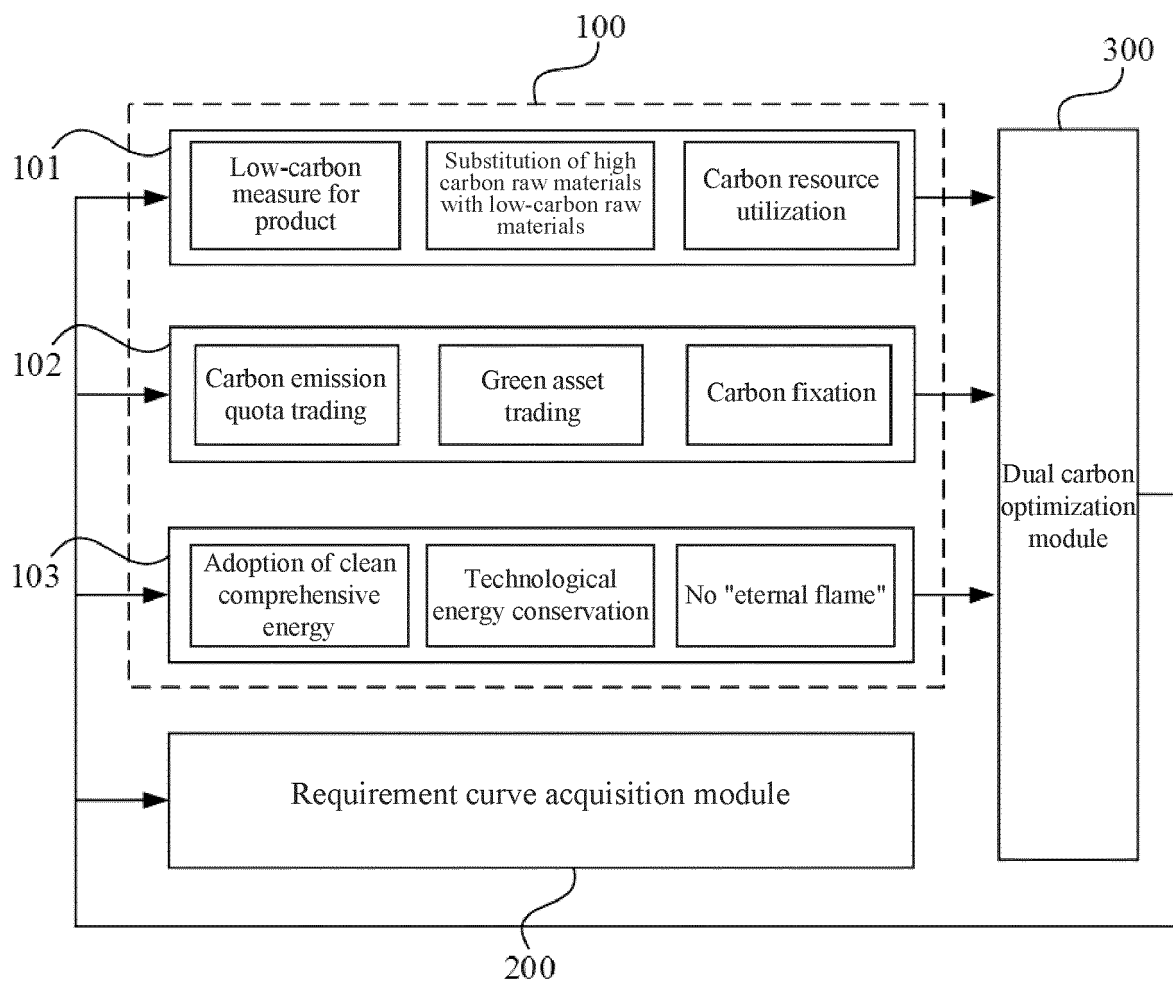 100
300
101
Low-carbon
measure for
product
Substitution of high
carbon raw materials
with low-carbon raw
materials
Carbon resource
utilization
102
Carbon emission
quota trading
Green asset
trading
Carbon fixation
Dual carbon
optimization
module
103
Adoption of clean
comprehensive
energy
Technological
energy conservation
No "eternal flame"
Requirement curve acquisition module
200